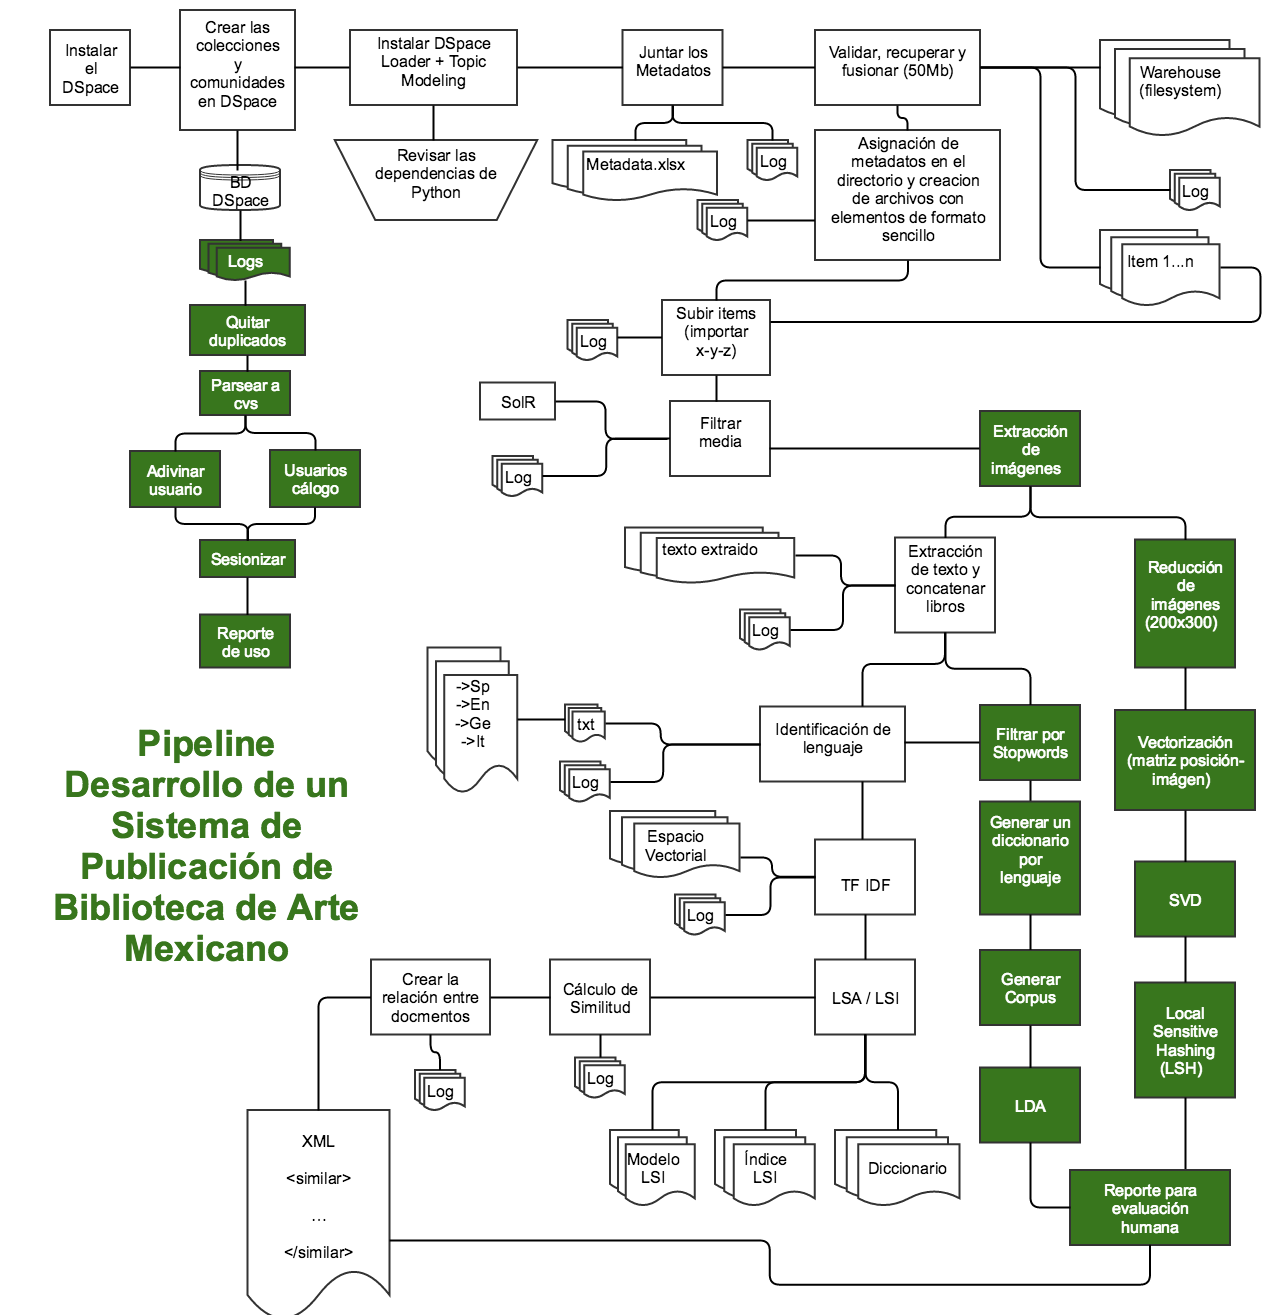 Instalar
el
DSpace
Crear las
colecciones
y
comunidades
en DSpace
Instalar DSpace
Loader + Topic
Modeling
Juntar los
Metadatos
Validar, recuperar y
fusionar (50Mb)
Warehouse
(filesystem)
Revisar las
dependencias de
Python
Metadata.xlsx
Log
Log
Asignación de
metadatos en el
directorio y creacion
de archivos con
elementos de formato
sencillo
Log
Item 1...n
BD
DSpace
Logs
Quitar
duplicados
Parsear a
cvs
Adivinar
usuario
Usuarios
cálogo
Sesionizar
Reporte
de uso
Subir items
(importar
x-y-z)
Log
SolR
Log
Filtrar
media
Extracción
de
imágenes
texto extraido
Log
Extracción
de texto y
concatenar
libros
Reducción
de
imágenes
(200x300)
->Sp
->En
->Ge
->It
txt
Log
Identificación de
lenguaje
Filtrar por
Stopwords
Vectorización
(matriz posición-
imágen)
Pipeline
Desarrollo de un
Sistema de
Publicación de
Biblioteca de Arte
Mexicano
Espacio
Vectorial
Log
TF IDF
Generar un
diccionario
por
lenguaje
SVD
Crear la
relación entre
docmentos
Cálculo de
Similitud
LSA / LSI
Generar
Corpus
Local
Sensitive
Hashing
(LSH)
Log
Log
LDA
XML
<similar>
...
</similar>
Modelo
LSI
Índice
LSI
Diccionario
Reporte para
evaluación
humana